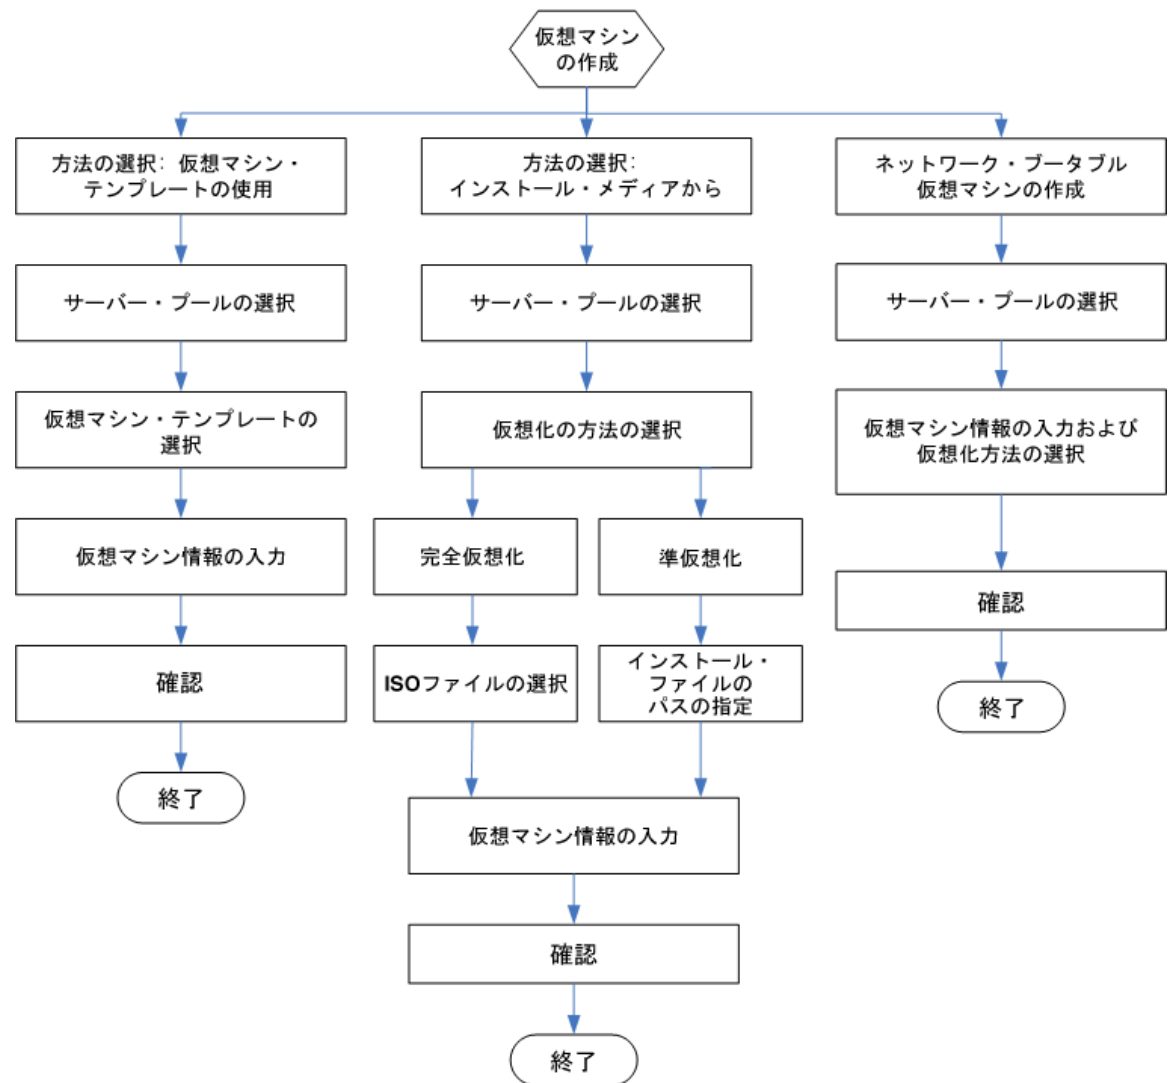 仮想マシン
の作成
方法の選択: 仮想マシン・
テンプレートの使用
サーバー・プールの選択
仮想マシン・テンプレートの
選択
仮想マシン情報の入力
確認
終了
方法の選択:
インストール・メディアから
サーバー・プールの選択
仮想化の方法の選択
完全仮想化
ISOファイルの選択
準仮想化
インストール・
ファイルの
パスの指定
仮想マシン情報の入力
確認
終了
ネットワーク・ブータブル
仮想マシンの作成
サーバー・プールの選択
仮想マシン情報の入力および
仮想化方法の選択
確認
終了